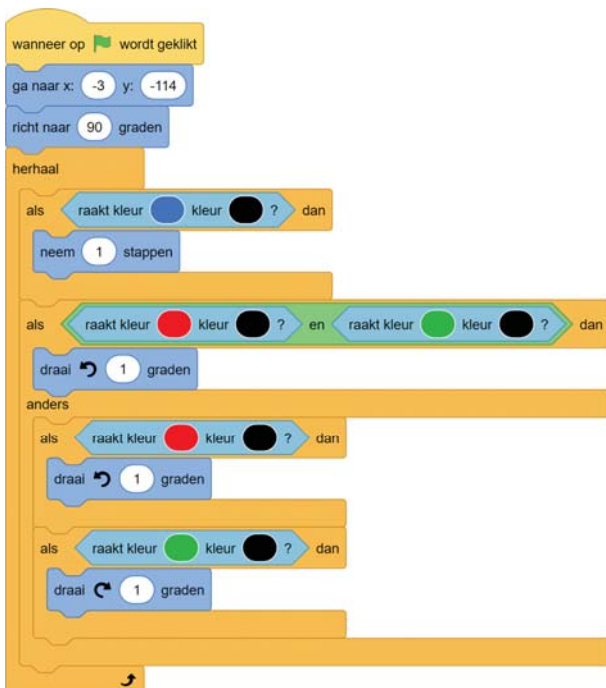 wanneer op wordt geklikt
ga naar x: -3 y: -114
richt naar 90 graden
herhaal
als raakt kleur kleur ? dan
neem 1 stappen
als raakt kleur kleur ? en raakt kleur kleur ? dan
draai 1 graden
anders
als raakt kleur kleur ? dan
draai 1 graden
als raakt kleur kleur ? dan
draai 1 graden